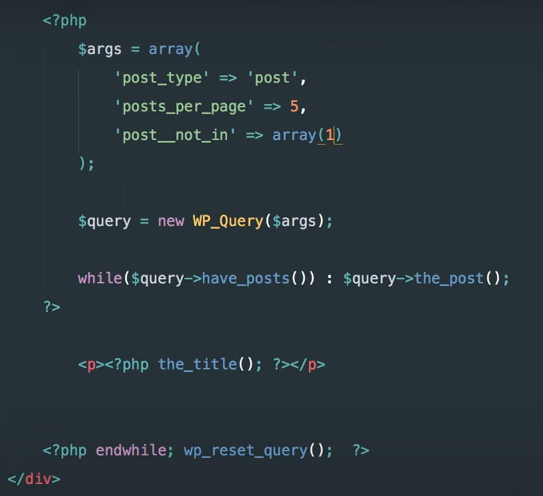 <?php
$args = array(
'post_type' => 'post',
'posts_per_page' => 5,
'post__not_in' => array(1)
);
$query = new WP_Query($args);
while($query->have_posts()) : $query->the_post();
?>
<p><?php the_title(); ?></p>
<?php endwhile; wp_reset_query();  ?>
</div>